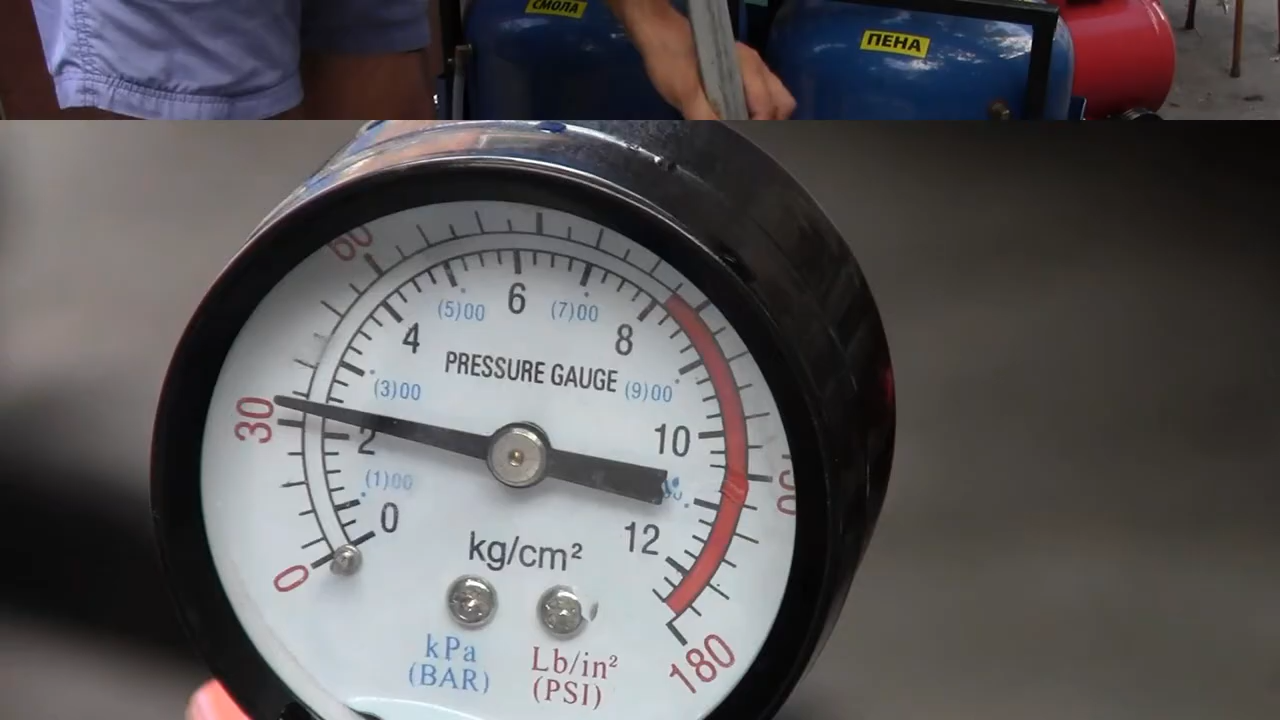 СМОЛА
ПЕНА
60
6
(5)00
(7)00
4
8
PRESSURE GAUGE
(3)00
(9)00
30
2
10
(1)00
0
12
kg/cm²
0
kPa
(BAR)
Lb/in²
(PSI)
180